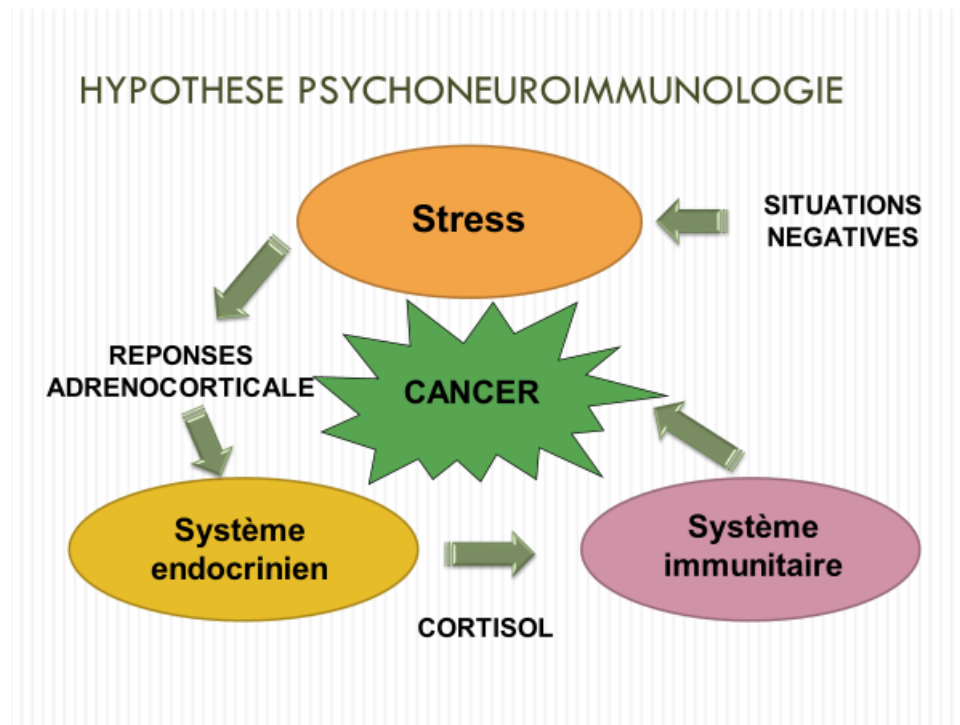 HYPOTHESE PSYCHONEUROIMMUNOLOGIE
Stress
SITUATIONS
NEGATIVES
REPONSES
ADRENOCORTICALE
CANCER
Système
endocrinien
Système
immunitaire
CORTISOL